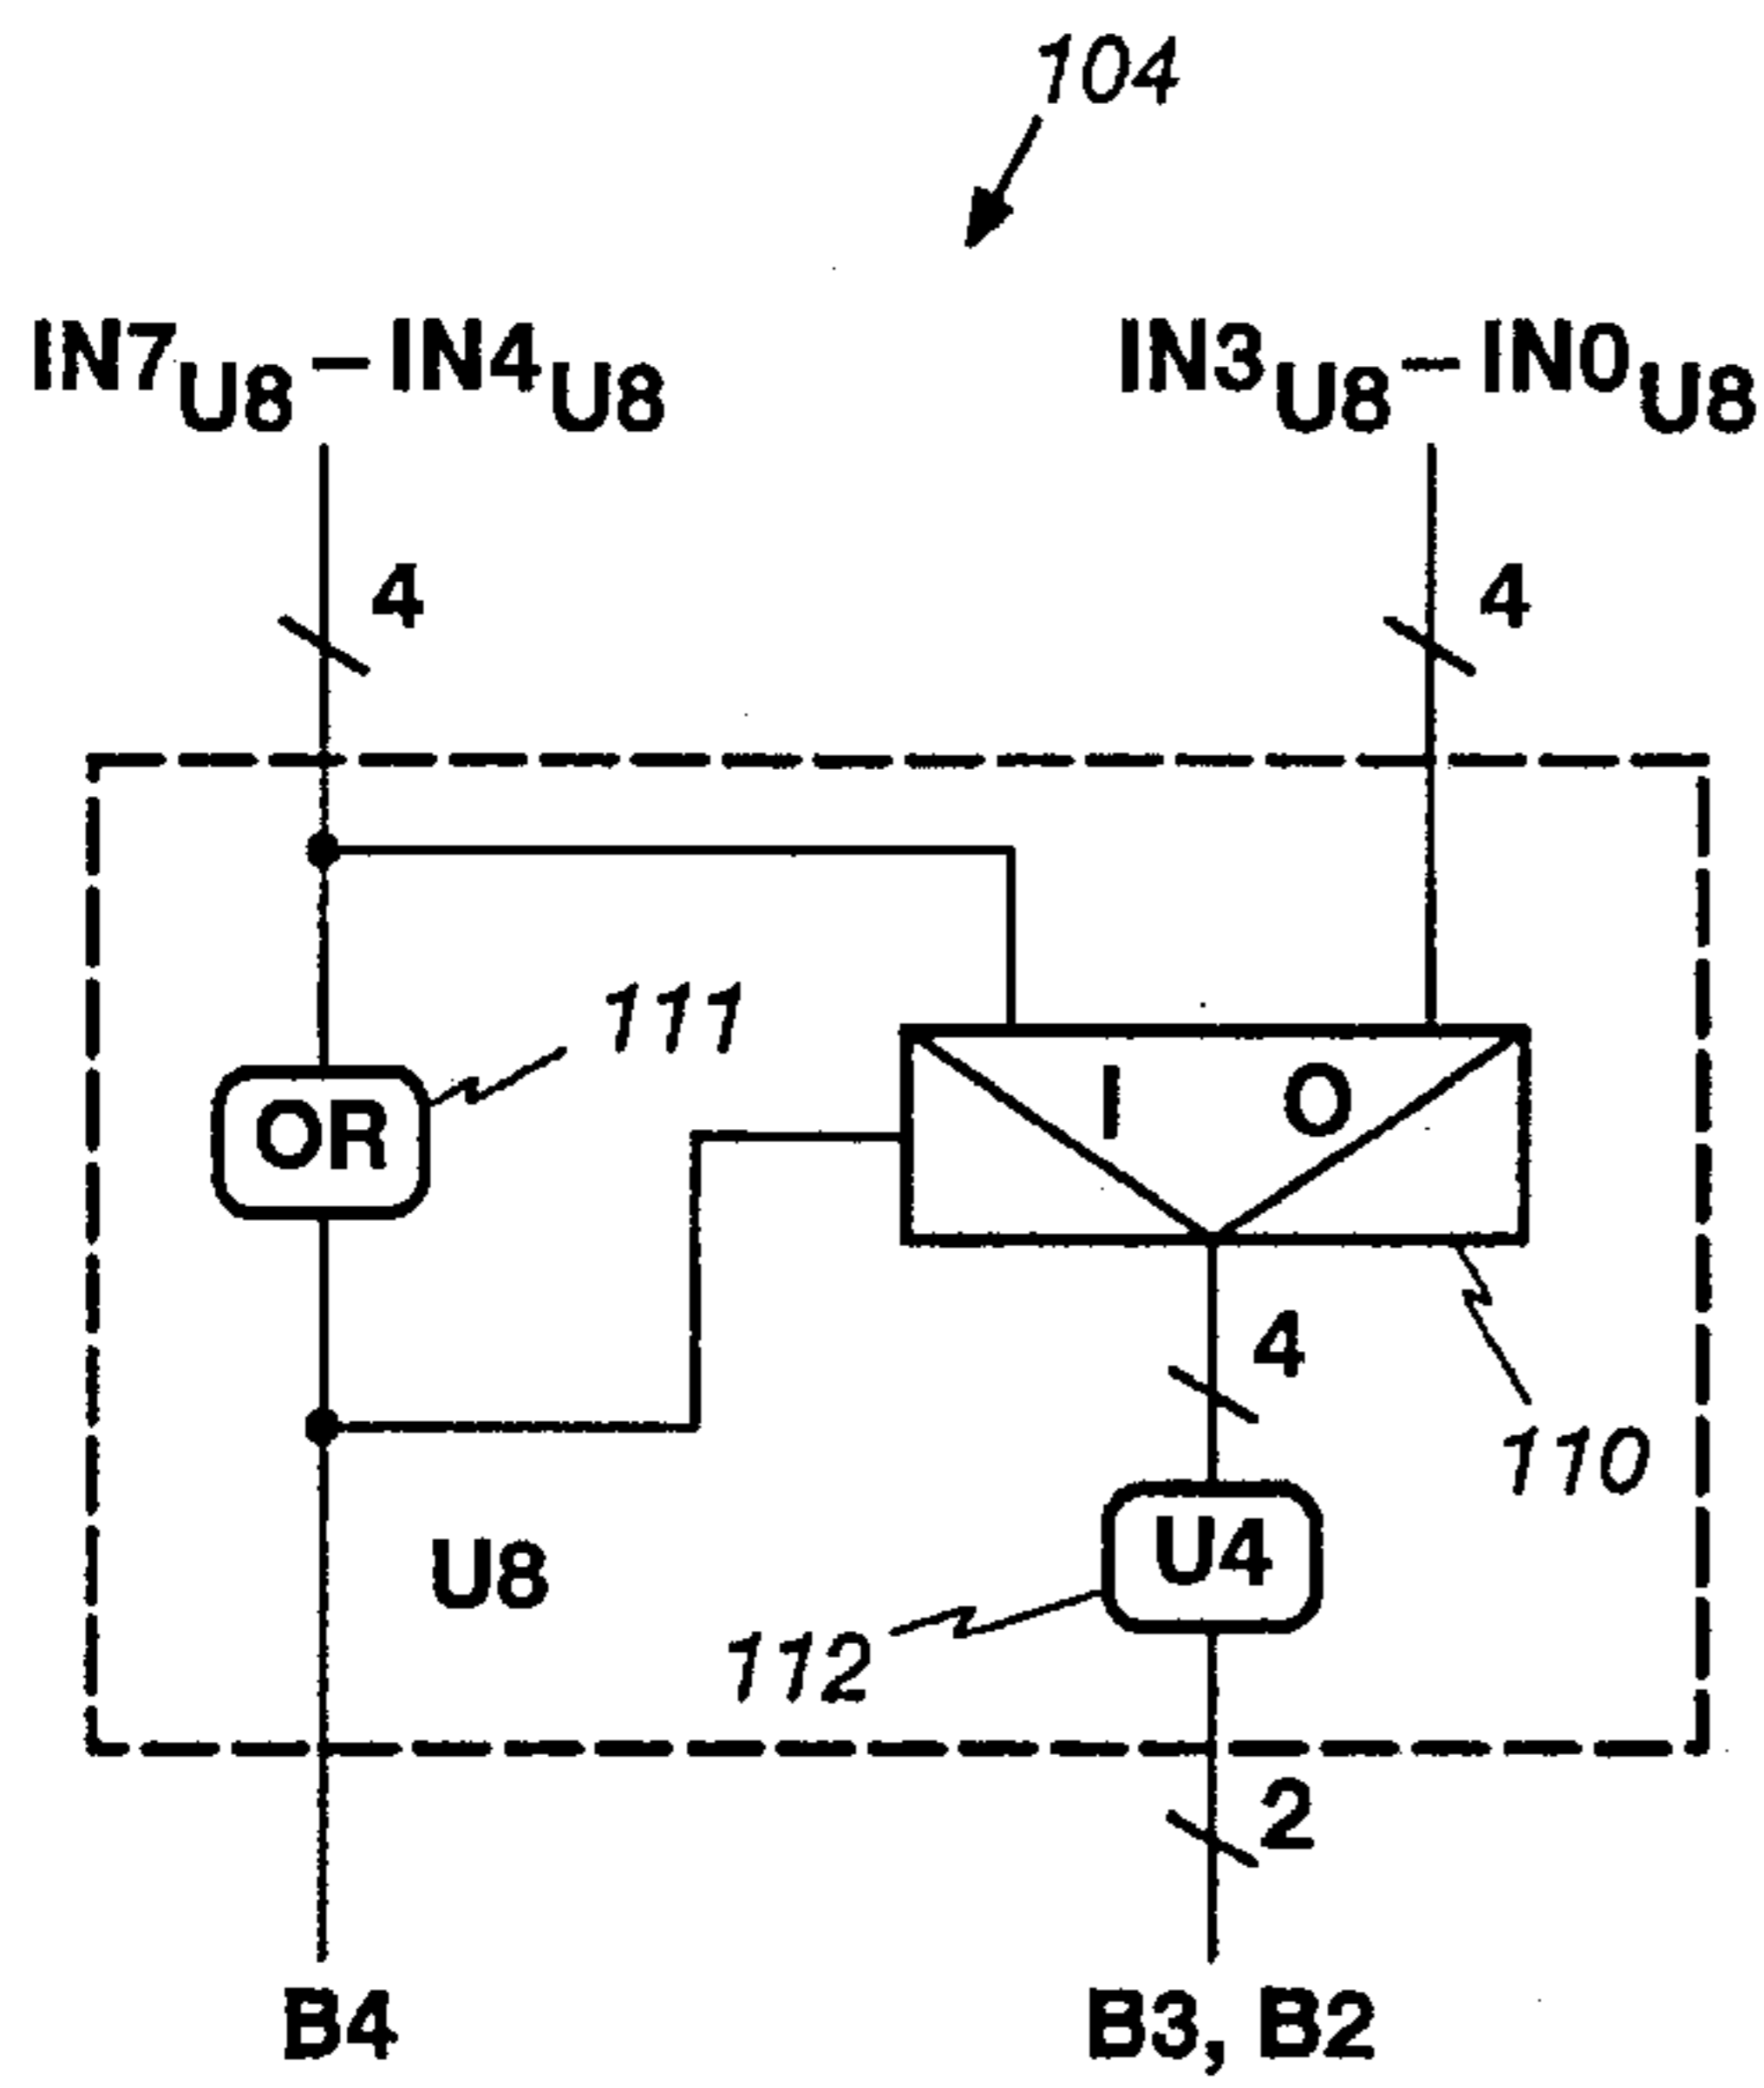 104
IN7U8–IN4U8 IN3U8–IN0U8
4 4
111
OR I O
4
110
U4
U8
112
2
B4 B3, B2